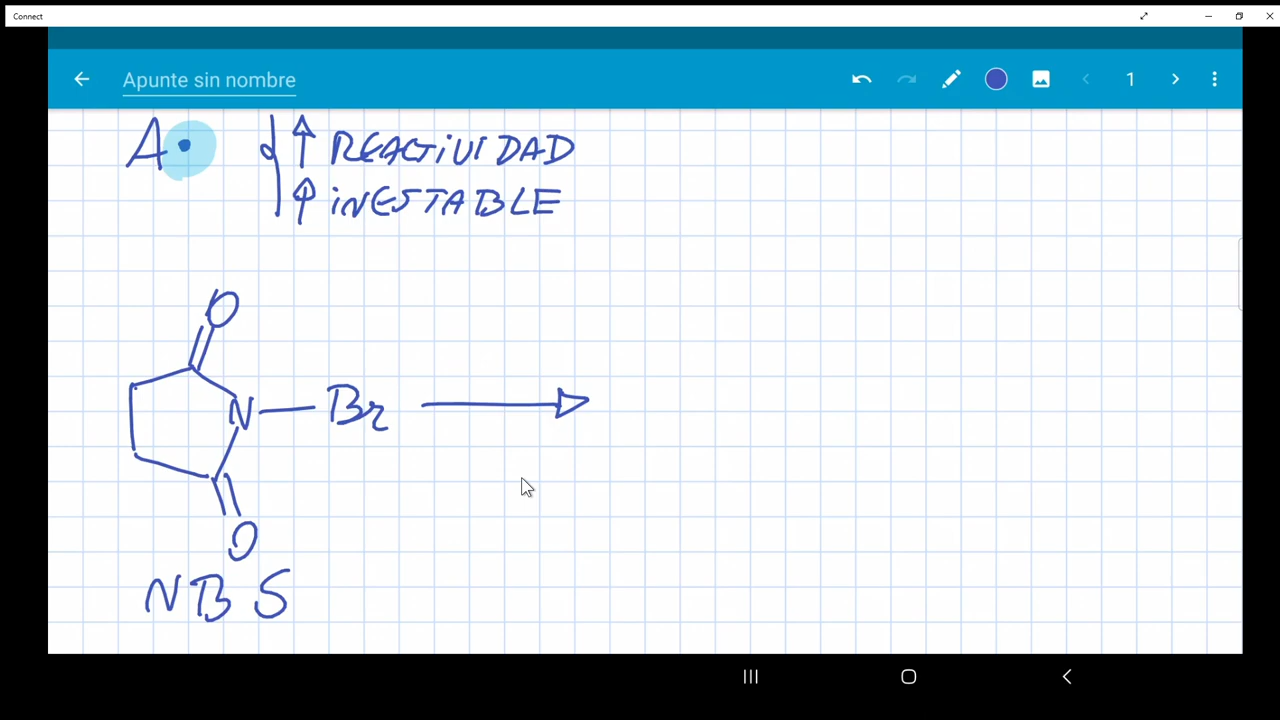 Connect
Apunte sin nombre
1
A• ↑ REACTiVIDAD
↑ iNESTABLE
O
N — Br
O
NBS